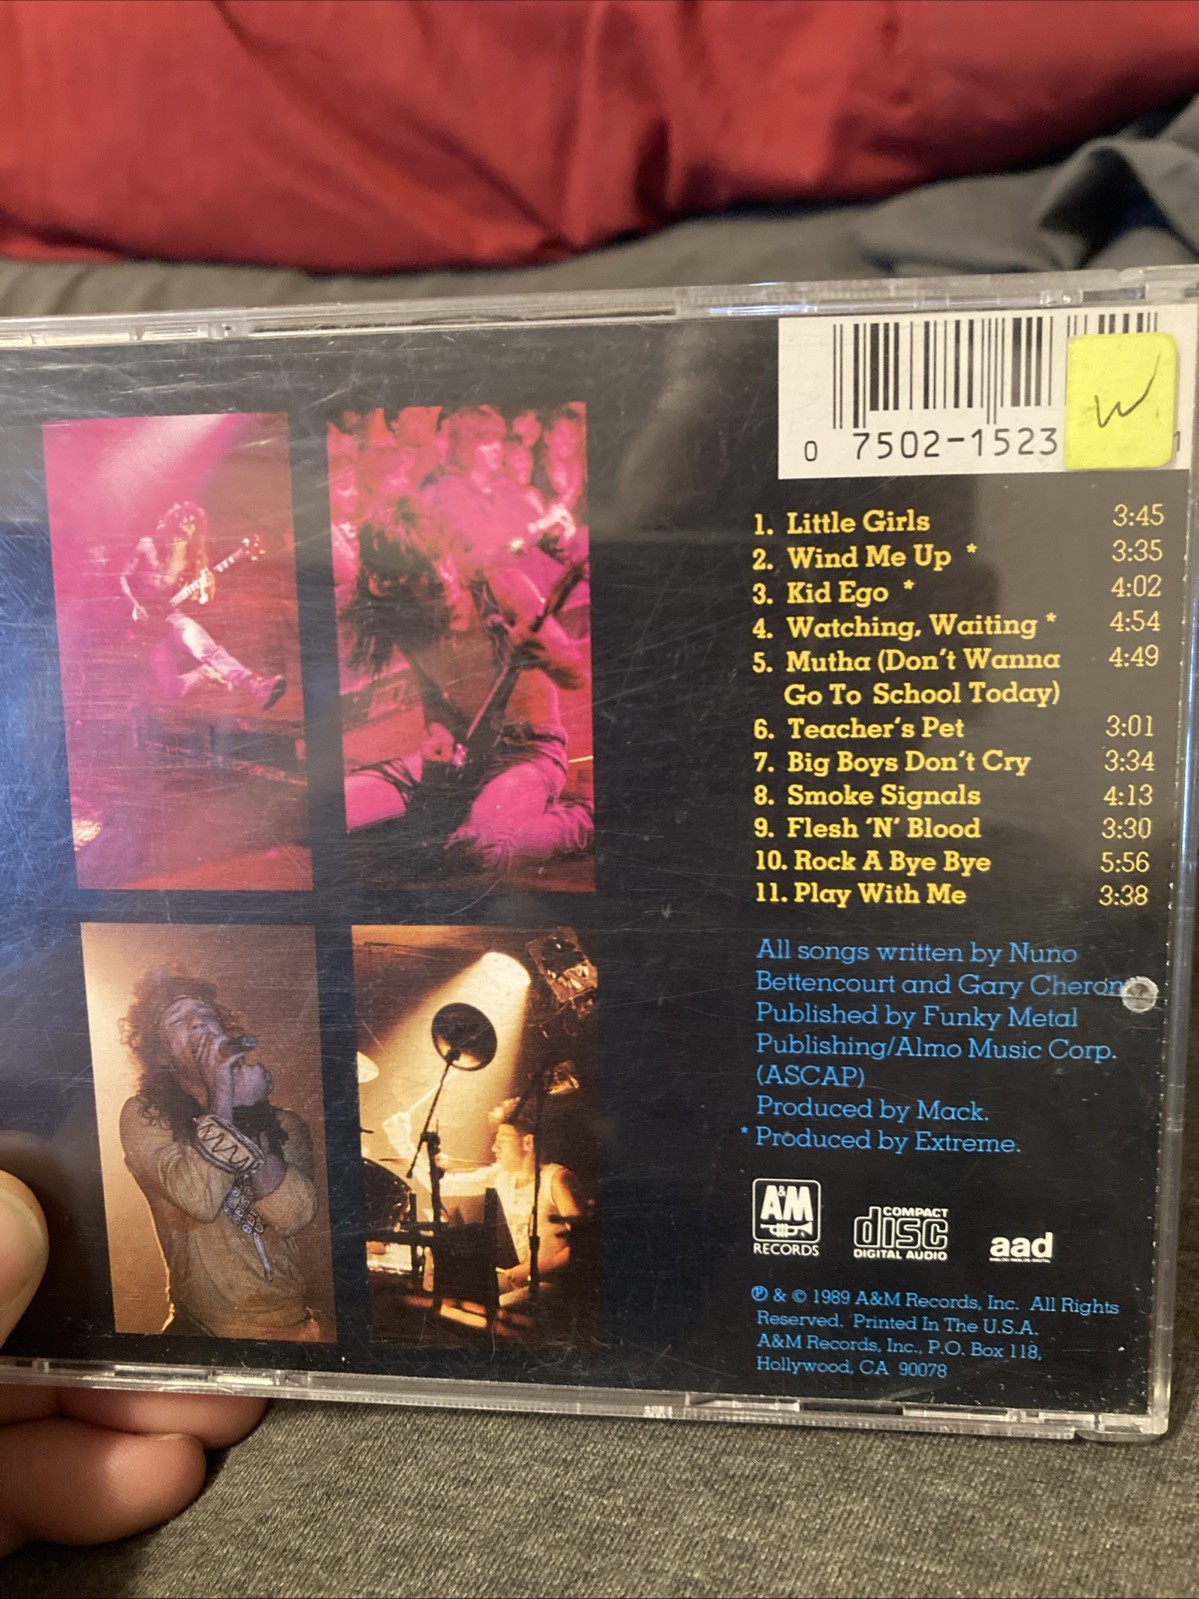 0 7502-1523 1
W
1. Little Girls 3:45
2. Wind Me Up * 3:35
3. Kid Ego * 4:02
4. Watching, Waiting * 4:54
5. Mutha (Don't Wanna 4:49
Go To School Today)
6. Teacher's Pet 3:01
7. Big Boys Don't Cry 3:34
8. Smoke Signals 4:13
9. Flesh 'N' Blood 3:30
10. Rock A Bye Bye 5:56
11. Play With Me 3:38
All songs written by Nuno
Bettencourt and Gary Cheron
Published by Funky Metal
Publishing/Almo Music Corp.
(ASCAP)
Produced by Mack.
* Produced by Extreme.
A&M
RECORDS
COMPACT
disc
DIGITAL AUDIO
aad
℗ & © 1989 A&M Records, Inc. All Rights
Reserved. Printed In The U.S.A.
A&M Records, Inc., P.O. Box 118,
Hollywood, CA 90078